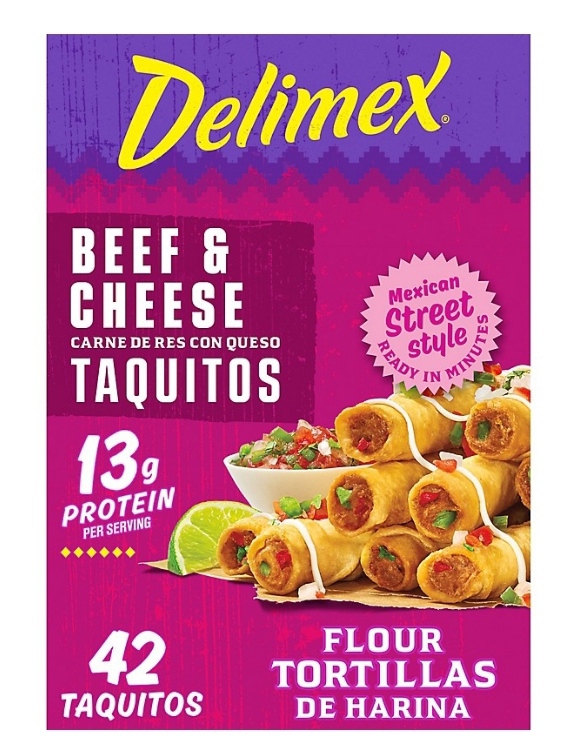 Delimex®
BEEF &
CHEESE
CARNE DE RES CON QUESO
TAQUITOS
Mexican
Street
style
READY IN MINUTES
13g
PROTEIN
PER SERVING
42
TAQUITOS
FLOUR
TORTILLAS
DE HARINA